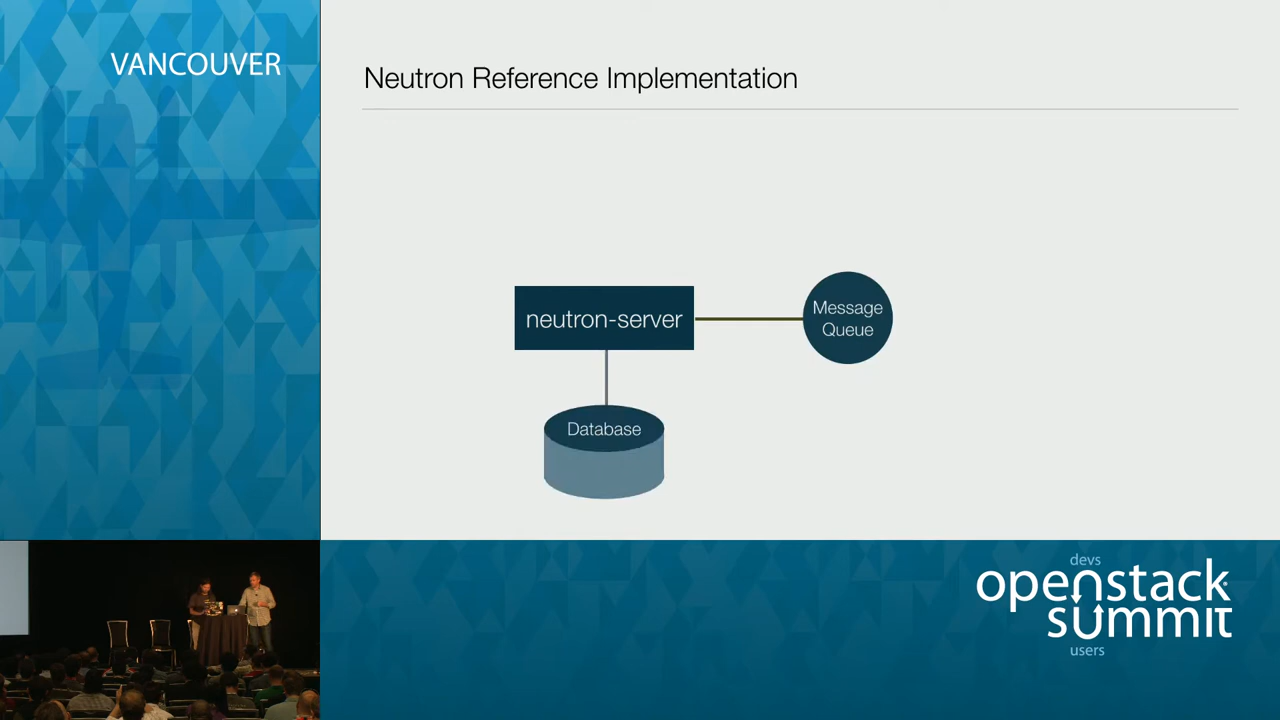 VANCOUVER
Neutron Reference Implementation
neutron-server
Message
Queue
Database
devs
openstack
summit
users